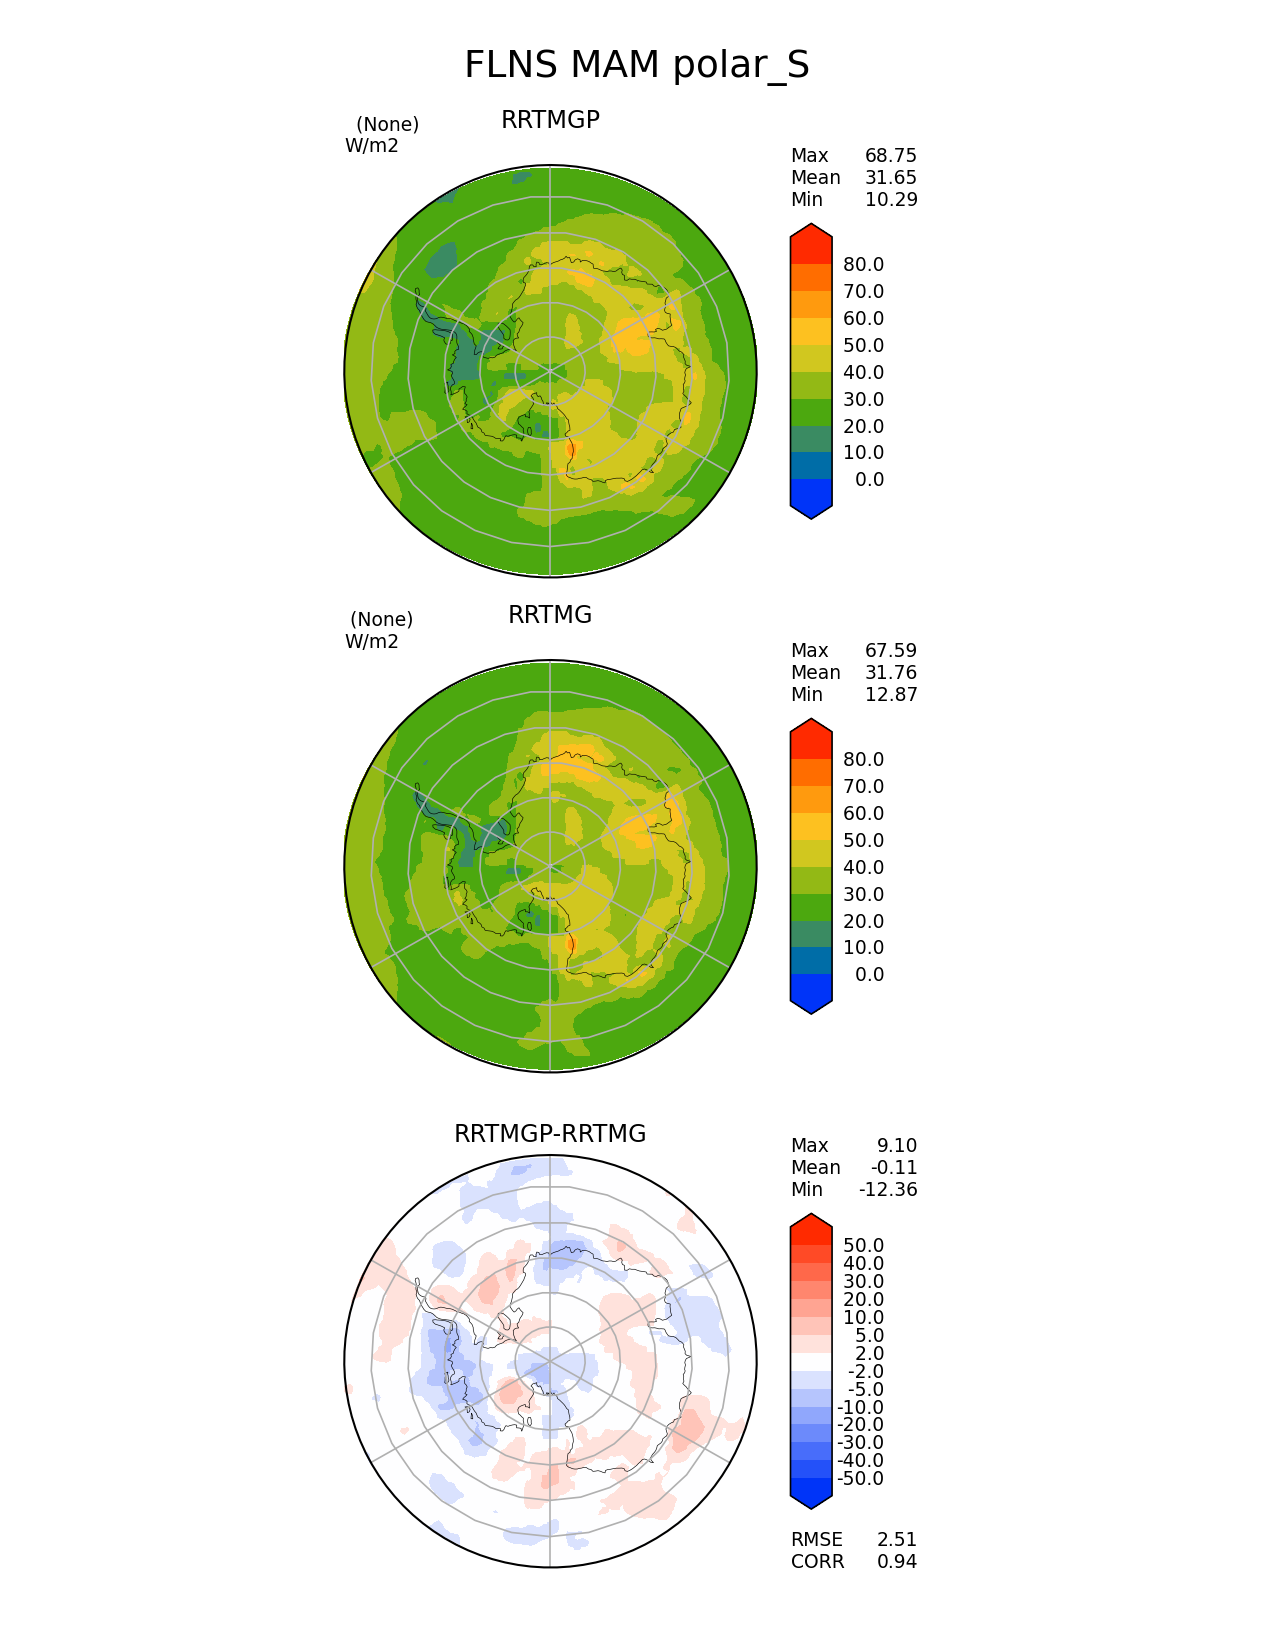 FLNS MAM polar_S
RRTMGP
(None)
W/m2
Max 68.75
Mean 31.65
Min 10.29
80.0
70.0
60.0
50.0
40.0
30.0
20.0
10.0
0.0
RRTMG
(None)
W/m2
Max 67.59
Mean 31.76
Min 12.87
80.0
70.0
60.0
50.0
40.0
30.0
20.0
10.0
0.0
RRTMGP-RRTMG
Max 9.10
Mean -0.11
Min -12.36
50.0
40.0
30.0
20.0
10.0
5.0
2.0
-2.0
-5.0
-10.0
-20.0
-30.0
-40.0
-50.0
RMSE 2.51
CORR 0.94